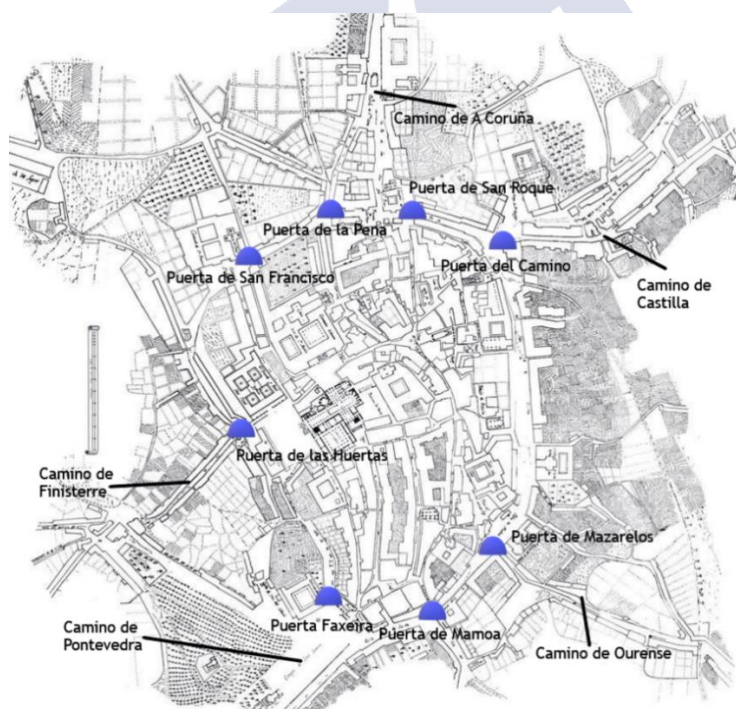 Camino de A Coruña
Puerta de San Roque
Puerta de la Pena
Puerta del Camino
Puerta de San Francisco
Camino de
Castilla
Puerta de las Huertas
Camino de
Finisterre
Puerta de Mazarelos
Puerta Faxeira
Puerta de Mamoa
Camino de
Pontevedra
Camino de Ourense